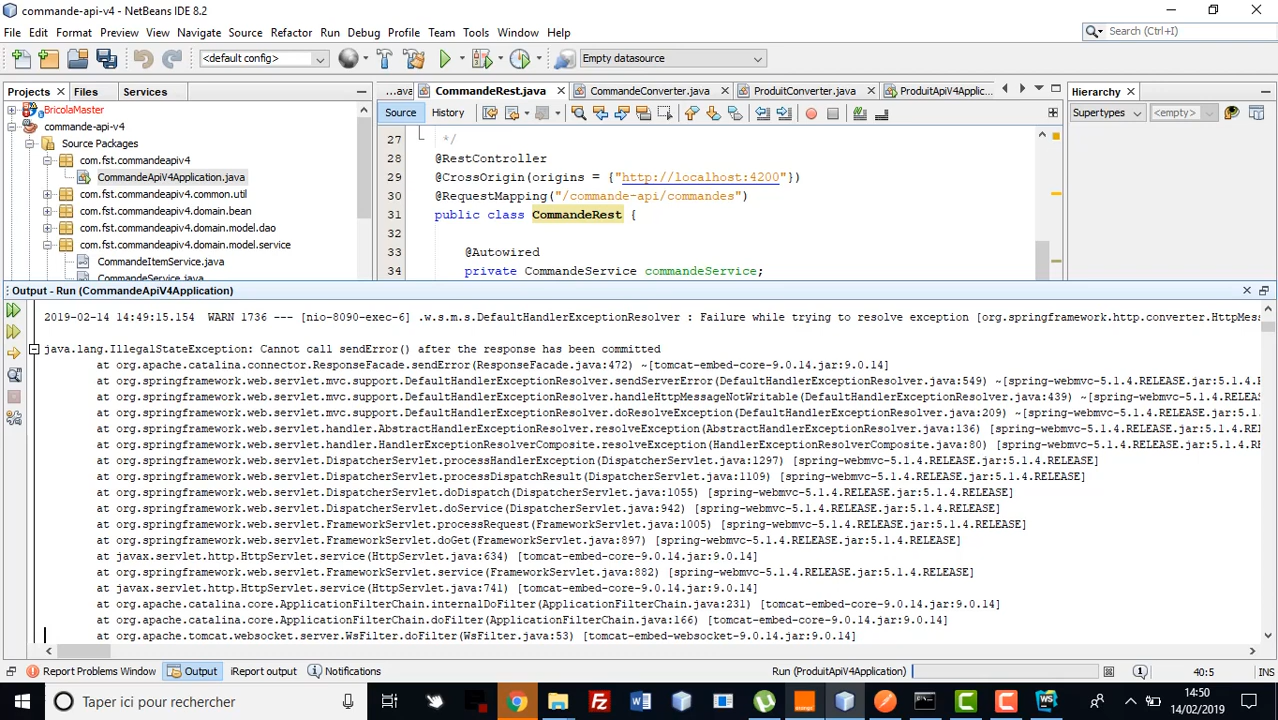 commande-api-v4 - NetBeans IDE 8.2
File Edit Format Preview View Navigate Source Refactor Run Debug Profile Team Tools Window Help
Search (Ctrl+I)
<default config>
Empty datasource
Projects Files Services
...ava CommandeRest.java CommandeConverter.java ProduitConverter.java ProduitApiV4Applic...
Hierarchy
Source History
Supertypes <empty>
BricolaMaster
commande-api-v4
Source Packages
com.fst.commandeapiv4
CommandeApiV4Application.java
com.fst.commandeapiv4.common.util
com.fst.commandeapiv4.domain.bean
com.fst.commandeapiv4.domain.model.dao
com.fst.commandeapiv4.domain.model.service
CommandeItemService.java
CommandeService.java
27 */
28 @RestController
29 @CrossOrigin(origins = {"http://localhost:4200"})
30 @RequestMapping("/commande-api/commandes")
31 public class CommandeRest {
32
33 @Autowired
34 private CommandeService commandeService;
Output - Run (CommandeApiV4Application)
2019-02-14 14:49:15.154  WARN 1736 --- [nio-8090-exec-6] .w.s.m.s.DefaultHandlerExceptionResolver : Failure while trying to resolve exception [org.springframework.http.converter.HttpMess
java.lang.IllegalStateException: Cannot call sendError() after the response has been committed
at org.apache.catalina.connector.ResponseFacade.sendError(ResponseFacade.java:472) ~[tomcat-embed-core-9.0.14.jar:9.0.14]
at org.springframework.web.servlet.mvc.support.DefaultHandlerExceptionResolver.sendServerError(DefaultHandlerExceptionResolver.java:549) ~[spring-webmvc-5.1.4.RELEASE.jar:5.1.4.R
at org.springframework.web.servlet.mvc.support.DefaultHandlerExceptionResolver.handleHttpMessageNotWritable(DefaultHandlerExceptionResolver.java:439) ~[spring-webmvc-5.1.4.RELEAS
at org.springframework.web.servlet.mvc.support.DefaultHandlerExceptionResolver.doResolveException(DefaultHandlerExceptionResolver.java:209) ~[spring-webmvc-5.1.4.RELEASE.jar:5.1.
at org.springframework.web.servlet.handler.AbstractHandlerExceptionResolver.resolveException(AbstractHandlerExceptionResolver.java:136) [spring-webmvc-5.1.4.RELEASE.jar:5.1.4.REL
at org.springframework.web.servlet.handler.HandlerExceptionResolverComposite.resolveException(HandlerExceptionResolverComposite.java:80) [spring-webmvc-5.1.4.RELEASE.jar:5.1.4.RE
at org.springframework.web.servlet.DispatcherServlet.processHandlerException(DispatcherServlet.java:1297) [spring-webmvc-5.1.4.RELEASE.jar:5.1.4.RELEASE]
at org.springframework.web.servlet.DispatcherServlet.processDispatchResult(DispatcherServlet.java:1109) [spring-webmvc-5.1.4.RELEASE.jar:5.1.4.RELEASE]
at org.springframework.web.servlet.DispatcherServlet.doDispatch(DispatcherServlet.java:1055) [spring-webmvc-5.1.4.RELEASE.jar:5.1.4.RELEASE]
at org.springframework.web.servlet.DispatcherServlet.doService(DispatcherServlet.java:942) [spring-webmvc-5.1.4.RELEASE.jar:5.1.4.RELEASE]
at org.springframework.web.servlet.FrameworkServlet.processRequest(FrameworkServlet.java:1005) [spring-webmvc-5.1.4.RELEASE.jar:5.1.4.RELEASE]
at org.springframework.web.servlet.FrameworkServlet.doGet(FrameworkServlet.java:897) [spring-webmvc-5.1.4.RELEASE.jar:5.1.4.RELEASE]
at javax.servlet.http.HttpServlet.service(HttpServlet.java:634) [tomcat-embed-core-9.0.14.jar:9.0.14]
at org.springframework.web.servlet.FrameworkServlet.service(FrameworkServlet.java:882) [spring-webmvc-5.1.4.RELEASE.jar:5.1.4.RELEASE]
at javax.servlet.http.HttpServlet.service(HttpServlet.java:741) [tomcat-embed-core-9.0.14.jar:9.0.14]
at org.apache.catalina.core.ApplicationFilterChain.internalDoFilter(ApplicationFilterChain.java:231) [tomcat-embed-core-9.0.14.jar:9.0.14]
at org.apache.catalina.core.ApplicationFilterChain.doFilter(ApplicationFilterChain.java:166) [tomcat-embed-core-9.0.14.jar:9.0.14]
at org.apache.tomcat.websocket.server.WsFilter.doFilter(WsFilter.java:53) [tomcat-embed-websocket-9.0.14.jar:9.0.14]
Report Problems Window Output iReport output Notifications Run (ProduitApiV4Application) 40:5 INS
Taper ici pour rechercher
14:50
14/02/2019